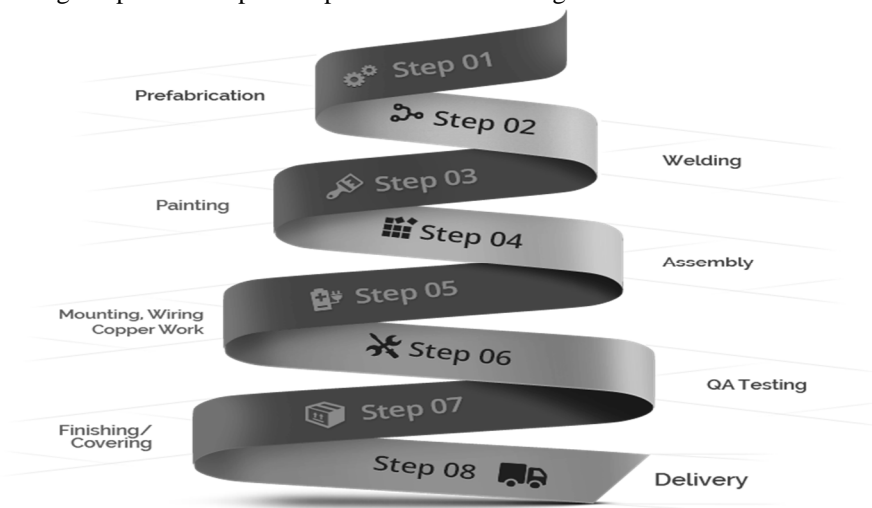 Step 01
Prefabrication
Step 02
Welding
Step 03
Painting
Step 04
Assembly
Step 05
Mounting, Wiring
Copper Work
Step 06
QA Testing
Step 07
Finishing/
Covering
Step 08
Delivery